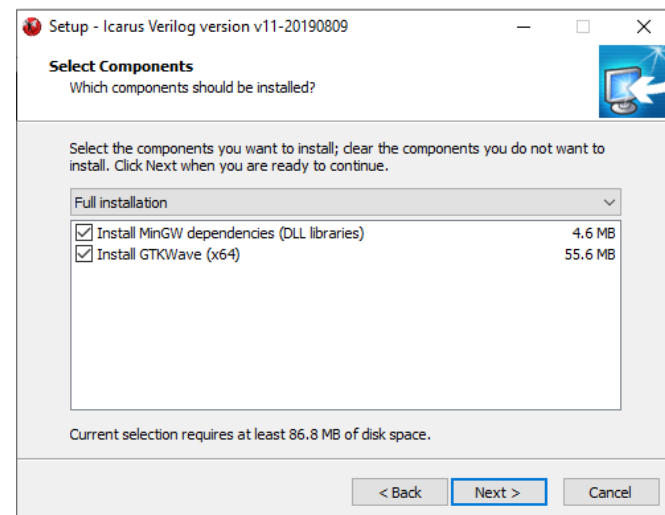 Setup - Icarus Verilog version v11-20190809
Select Components
Which components should be installed?
Select the components you want to install; clear the components you do not want to
install. Click Next when you are ready to continue.
Full installation
Install MinGW dependencies (DLL libraries) 4.6 MB
Install GTKWave (x64) 55.6 MB
Current selection requires at least 86.8 MB of disk space.
< Back Next > Cancel